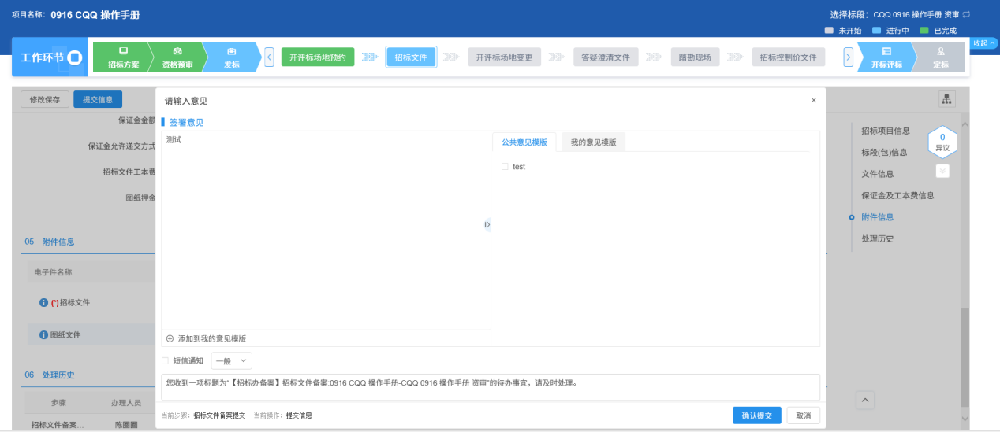 项目名称: 0916 CQQ 操作手册
选择标段: CQQ 0916 操作手册 资审
未开始 进行中 已完成
工作环节
招标方案
资格预审
发标
开评标场地预约
招标文件
开评标场地变更
答疑澄清文件
踏勘现场
招标控制价文件
开标评标
定标
收起
修改保存
提交信息
保证金金额
保证金允许递交方式
招标文件工本费
图纸押金
05 附件信息
电子件名称
(*)招标文件
图纸文件
06 处理历史
步骤 办理人员
招标文件备案... 陈圈圈
请输入意见
×
签署意见
测试
公共意见模版
我的意见模版
test
添加到我的意见模版
短信通知 一般
您收到一项标题为"【招标办备案】招标文件备案:0916 CQQ 操作手册-CQQ 0916 操作手册 资审"的待办事宜，请及时处理。
当前步骤: 招标文件备案提交 当前操作: 提交信息
确认提交
取消
招标项目信息
标段(包)信息
文件信息
保证金及工本费信息
附件信息
处理历史
0
异议